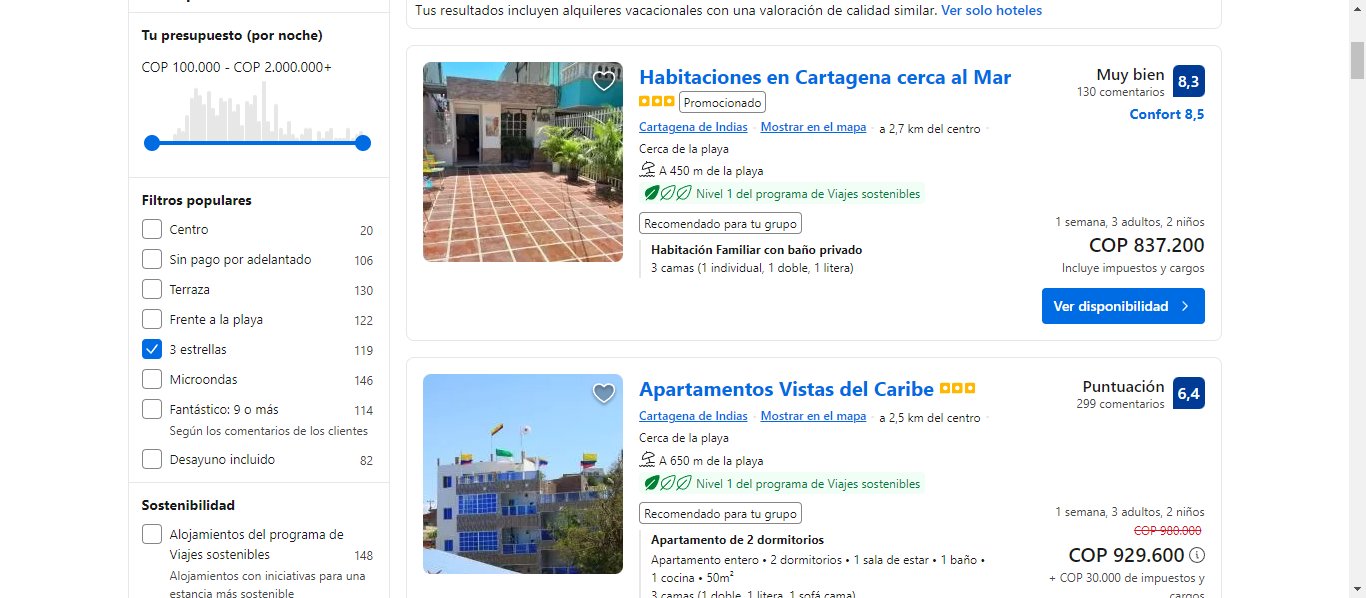 Tus resultados incluyen alquileres vacacionales con una valoración de calidad similar. Ver solo hoteles
Tu presupuesto (por noche)
COP 100.000 - COP 2.000.000+
Filtros populares
Centro 20
Sin pago por adelantado 106
Terraza 130
Frente a la playa 122
3 estrellas 119
Microondas 146
Fantástico: 9 o más 114
Según los comentarios de los clientes
Desayuno incluido 82
Sostenibilidad
Alojamientos del programa de
Viajes sostenibles 148
Alojamientos con iniciativas para una
estancia más sostenible
Habitaciones en Cartagena cerca al Mar
Promocionado
Cartagena de Indias Mostrar en el mapa a 2,7 km del centro
Cerca de la playa
A 450 m de la playa
Nivel 1 del programa de Viajes sostenibles
Recomendado para tu grupo
Habitación Familiar con baño privado
3 camas (1 individual, 1 doble, 1 litera)
Muy bien 8,3
130 comentarios
Confort 8,5
1 semana, 3 adultos, 2 niños
COP 837.200
Incluye impuestos y cargos
Ver disponibilidad
Apartamentos Vistas del Caribe
Cartagena de Indias Mostrar en el mapa a 2,5 km del centro
Cerca de la playa
A 650 m de la playa
Nivel 1 del programa de Viajes sostenibles
Recomendado para tu grupo
Apartamento de 2 dormitorios
Apartamento entero • 2 dormitorios • 1 sala de estar • 1 baño •
1 cocina • 50m²
3 camas (1 doble, 1 litera, 1 sofá cama)
Puntuación 6,4
299 comentarios
1 semana, 3 adultos, 2 niños
COP 980.000
COP 929.600
+ COP 30.000 de impuestos y
cargos